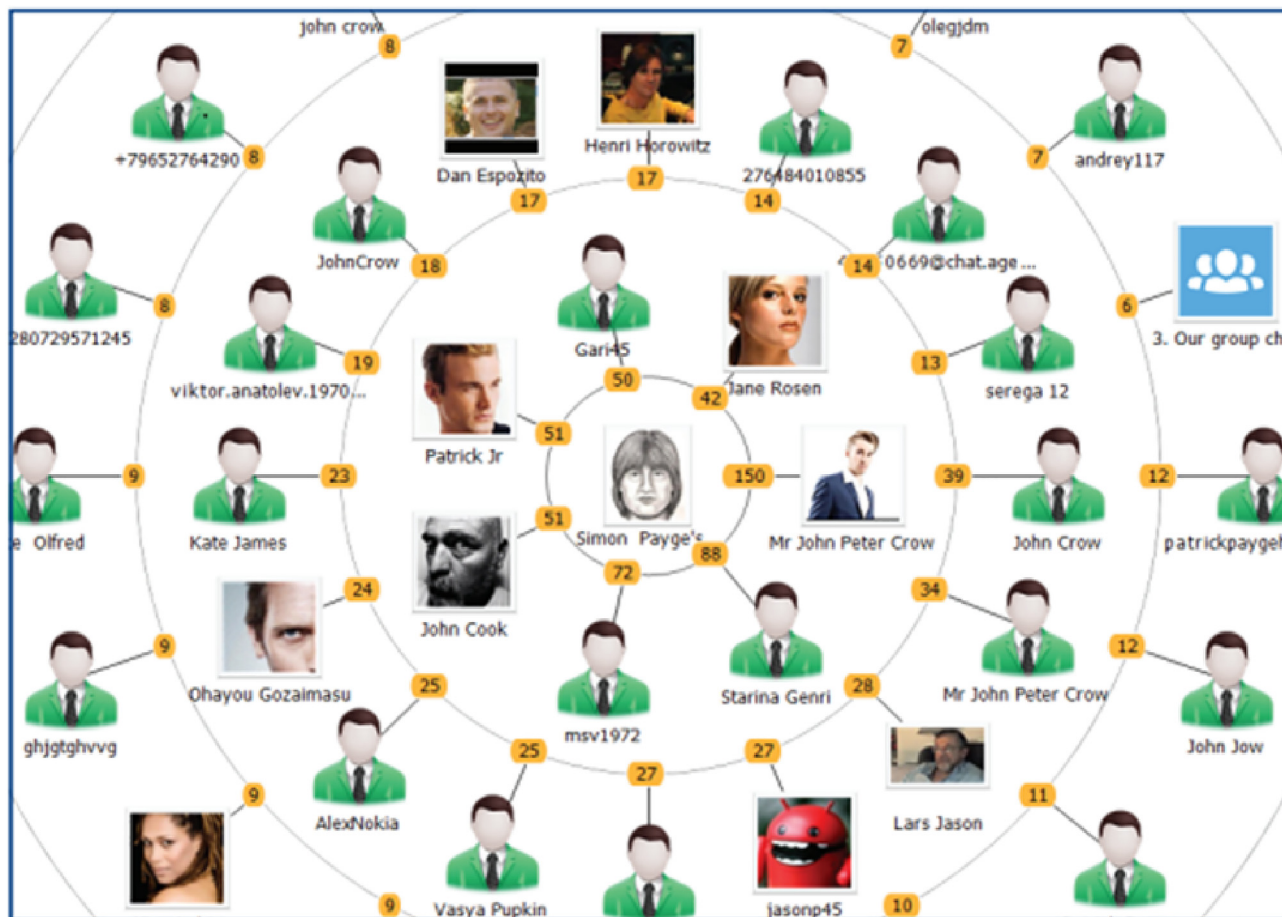 john crow
8
olegjdm
7
+79652764290
8
Dan Espozito
17
Henri Horowitz
17
276484010855
14
7
andrey117
JohnCrow
18
0669@chat.age...
14
8
280729571245
viktor.anatolev.1970...
19
Gari45
50
Jane Rosen
42
6
3. Our group ch
serega 12
13
Patrick Jr
51
9
e Olfred
Kate James
23
Simon Payge's
150
Mr John Peter Crow
39
John Crow
12
patrickpaygeh
John Cook
51
72
88
24
Ohayou Gozaimasu
34
Mr John Peter Crow
9
ghjgtghvvg
25
msv1972
Starina Genri
28
12
John Jow
AlexNokia
25
27
27
Lars Jason
11
9
9
Vasya Pupkin
jasonp45
10